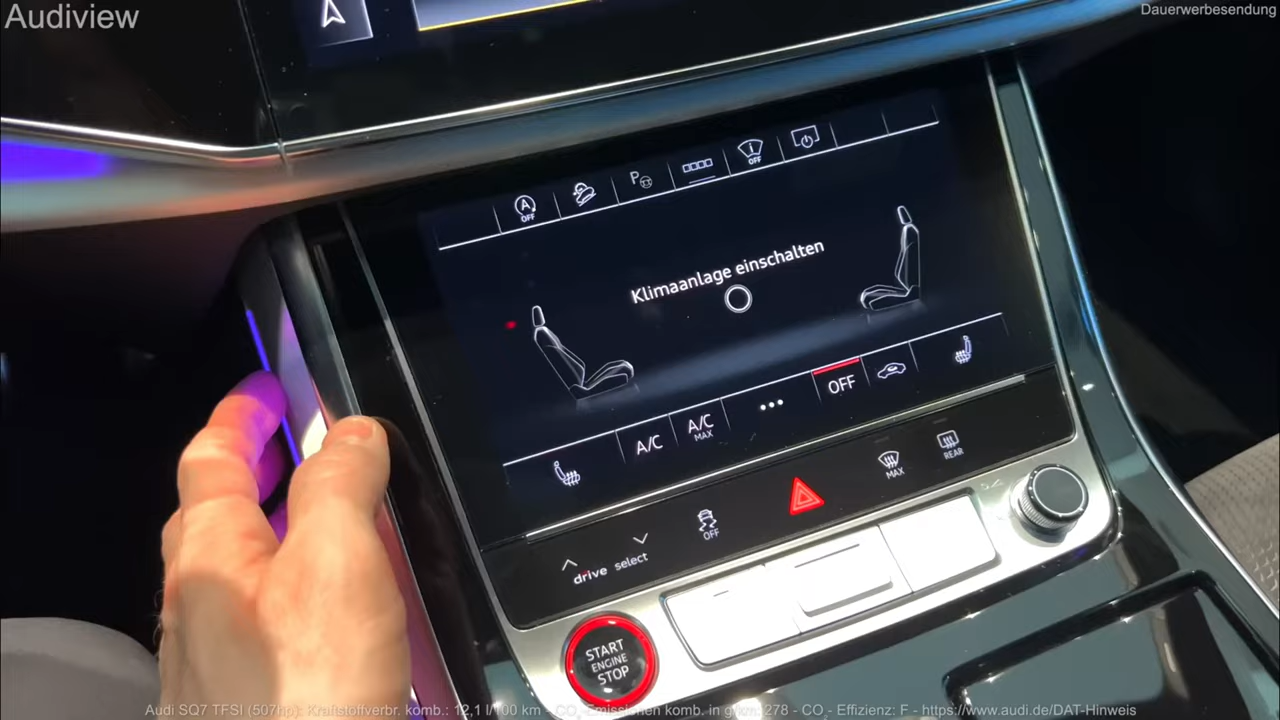 Audiview
Dauerwerbesendung
A
OFF
P
OFF
Klimaanlage einschalten
A/C
A/C
MAX
OFF
MAX
REAR
OFF
drive select
START
ENGINE
STOP
Audi SQ7 TFSI (507hp): Kraftstoffverbr. komb.: 12,1 l/100 km - CO₂-Emissionen komb. in g/km: 278 - CO₂- Effizienz: F - https://www.audi.de/DAT-Hinweis